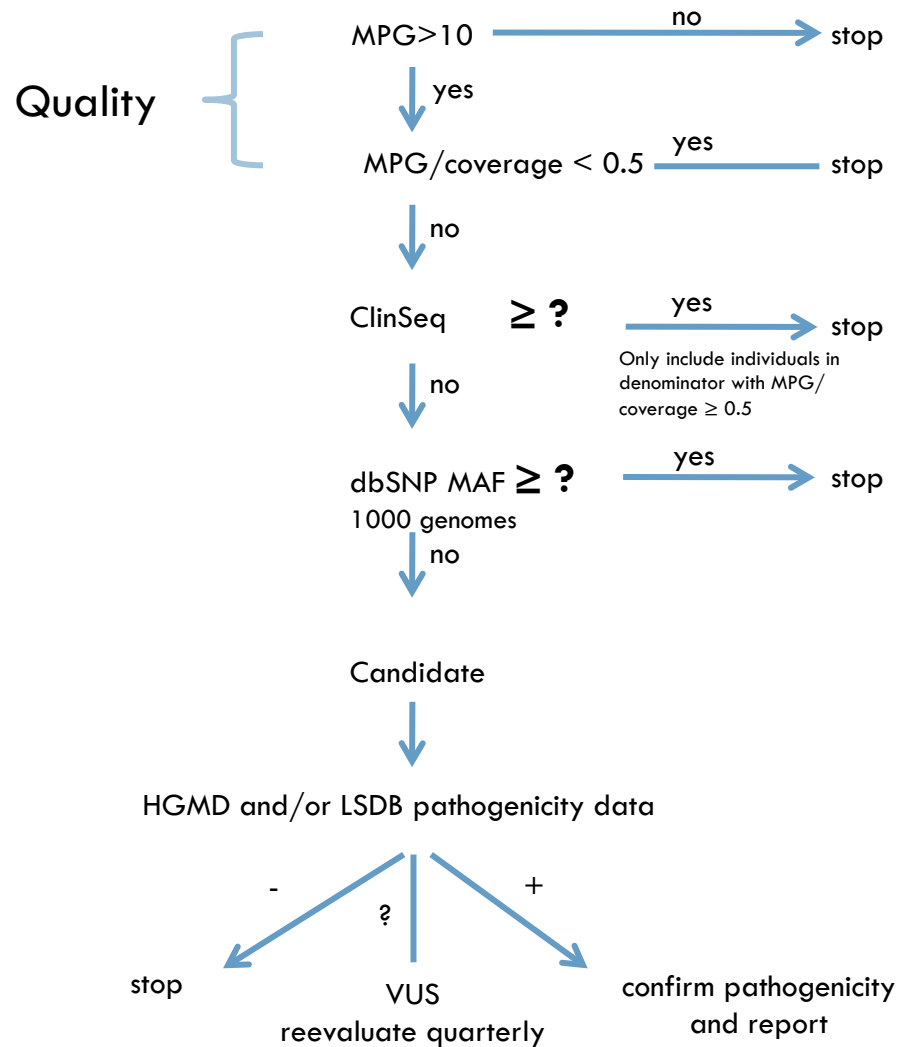 MPG>10
no
stop
Quality
yes
MPG/coverage < 0.5
yes
stop
no
ClinSeq ≥ ?
yes
stop
Only include individuals in
denominator with MPG/
coverage ≥ 0.5
no
dbSNP MAF ≥ ?
yes
stop
1000 genomes
no
Candidate
HGMD and/or LSDB pathogenicity data
-
?
+
stop
VUS
reevaluate quarterly
confirm pathogenicity
and report